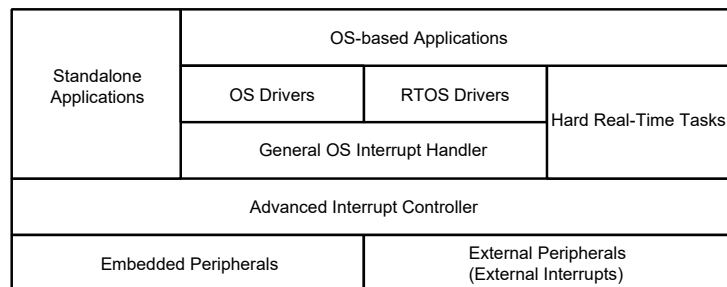 OS-based Applications
Standalone
Applications
OS Drivers
RTOS Drivers
Hard Real-Time Tasks
General OS Interrupt Handler
Advanced Interrupt Controller
Embedded Peripherals
External Peripherals
(External Interrupts)